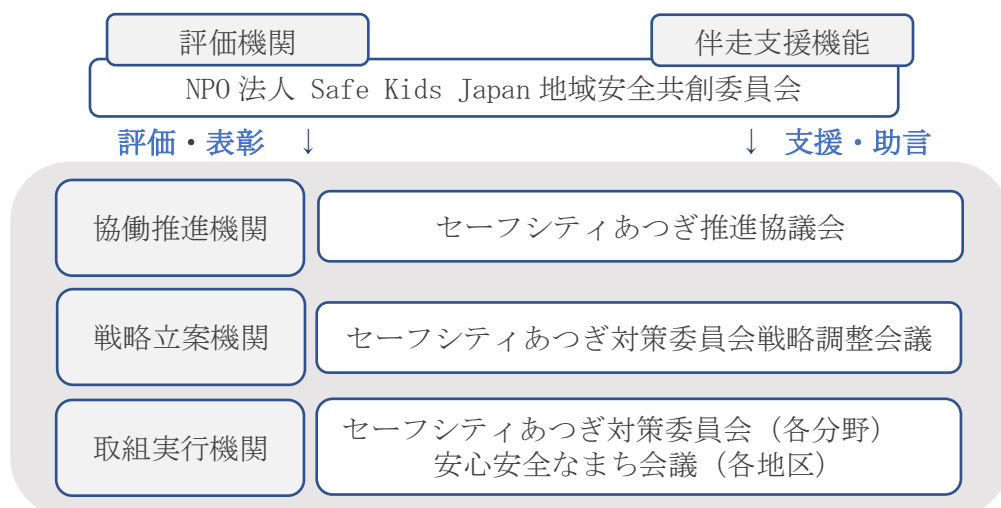 評価機関
伴走支援機能
NPO法人 Safe Kids Japan 地域安全共創委員会
評価・表彰 ↓
↓ 支援・助言
協働推進機関
セーフシティあつぎ推進協議会
戦略立案機関
セーフシティあつぎ対策委員会戦略調整会議
取組実行機関
セーフシティあつぎ対策委員会（各分野）
安心安全なまち会議（各地区）